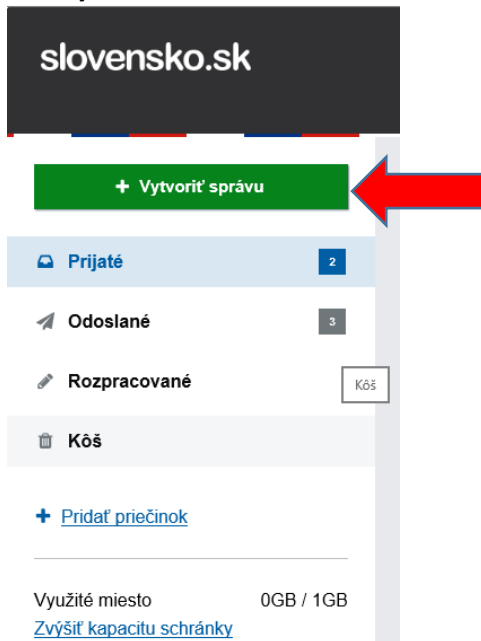 slovensko.sk
+ Vytvoriť správu
Prijaté 2
Odoslané 3
Rozpracované
Kôš
Kôš
+ Pridať priečinok
Využité miesto 0GB / 1GB
Zvýšiť kapacitu schránky